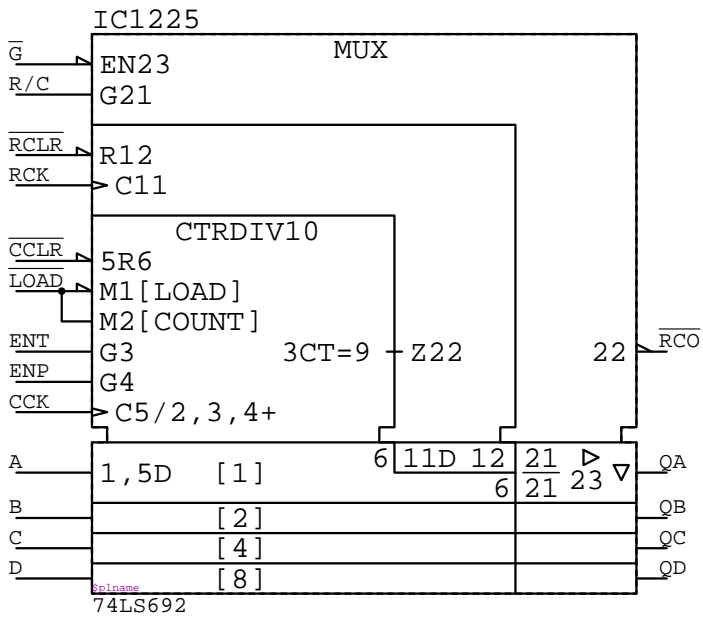 IC1225
MUX
G
EN23
R/C
G21
RCLR
R12
RCK
C11
CTRDIV10
CCLR
5R6
LOAD
M1[LOAD]
M2[COUNT]
ENT
G3
3CT=9
Z22
22
RCO
ENP
G4
CCK
C5/2,3,4+
A
1,5D
[1]
6
11D
12
21
6
21
23
QA
B
[2]
QB
C
[4]
QC
D
[8]
QD
$plname
74LS692